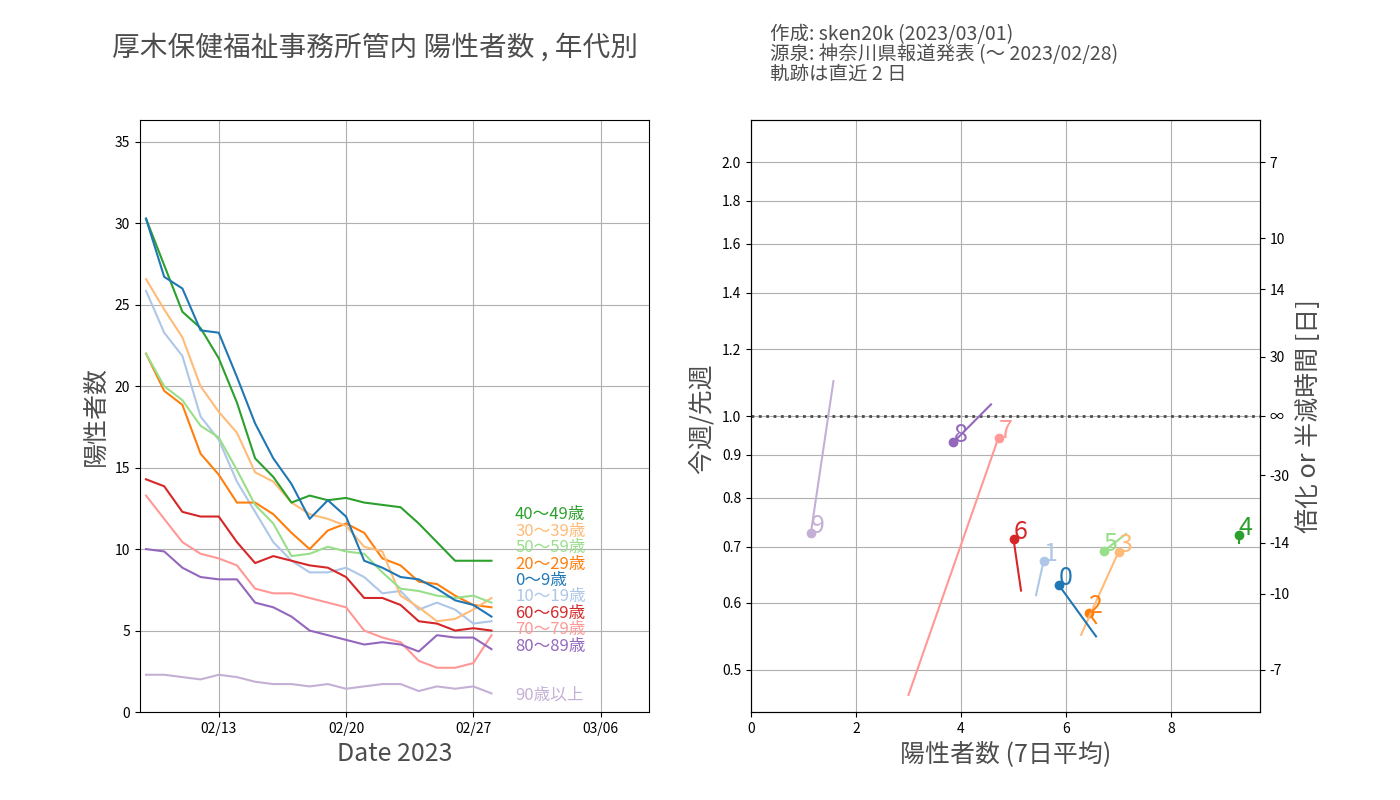 厚木保健福祉事務所管内 陽性者数 , 年代別
作成: sken20k (2023/03/01)
源泉: 神奈川県報道発表 (～ 2023/02/28)
軌跡は直近 2 日
35
30
25
20
15
10
5
0
陽性者数
02/13
02/20
02/27
03/06
Date 2023
40～49歳
30～39歳
50～59歳
20～29歳
0～9歳
10～19歳
60～69歳
70～79歳
80～89歳
90歳以上
2.0
1.8
1.6
1.4
1.2
1.0
0.9
0.8
0.7
0.6
0.5
今週/先週
0
2
4
6
8
陽性者数 (7日平均)
7
10
14
30
∞
-30
-14
-10
-7
倍化 or 半減時間 [日]
9
8
7
6
1
0
5
3
2
4